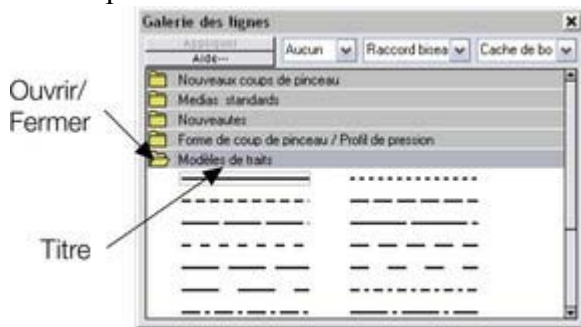 Galerie des lignes
Appliquer
Aide...
Aucun
Raccord bisea
Cache de bo
Nouveaux coups de pinceau
Medias standards
Nouveautes
Forme de coup de pinceau / Profil de pression
Modèles de traits
Ouvrir/
Fermer
Titre